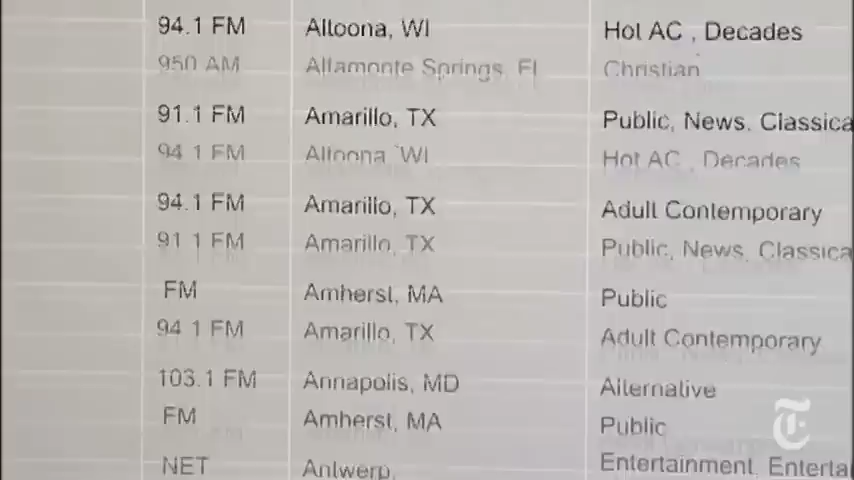 94.1 FM Altoona, WI Hot AC , Decades
950 AM Altamonte Springs, Fl Christian
91.1 FM Amarillo, TX Public, News, Classica
94.1 FM Altoona, WI Hot AC , Decades
94.1 FM Amarillo, TX Adult Contemporary
91.1 FM Amarillo, TX Public, News, Classica
FM Amherst, MA Public
94.1 FM Amarillo, TX Adult Contemporary
103.1 FM Annapolis, MD Alternative
FM Amherst, MA Public
NET Antwerp, Entertainment, Enterta
T